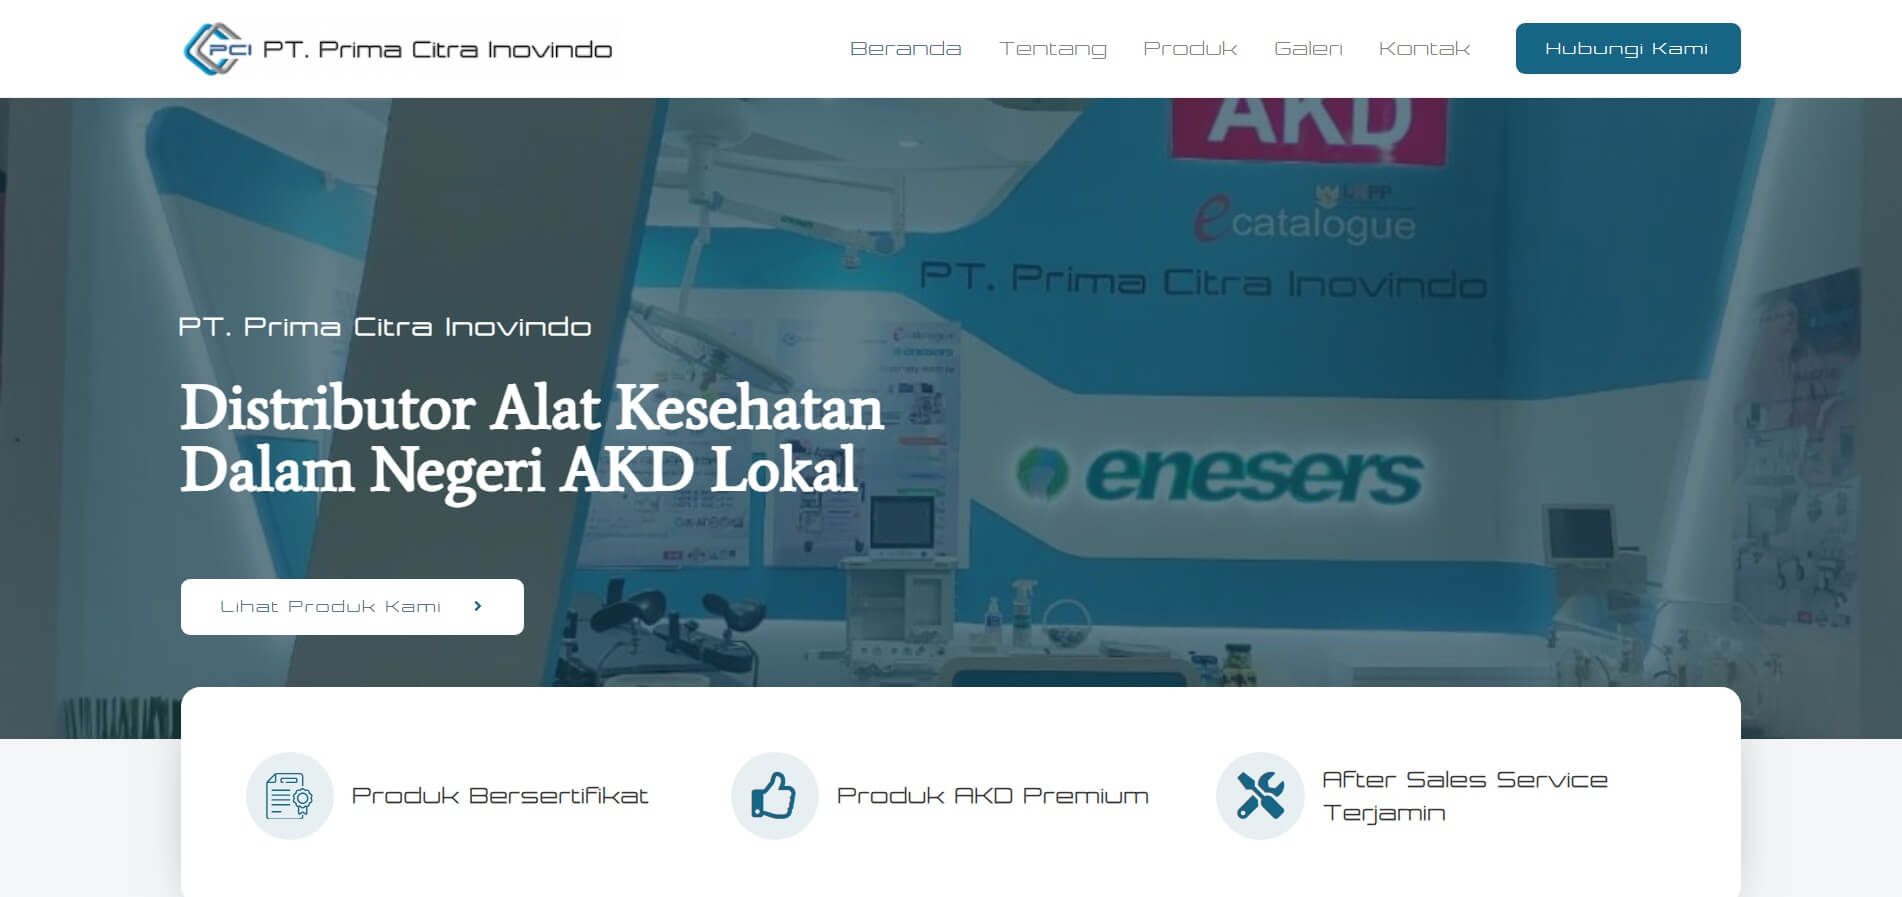 PCI PT. Prima Citra Inovindo
Beranda Tentang Produk Galeri Kontak Hubungi Kami
AKD
LKPP
e catalogue
PT. Prima Citra Inovindo
enesers
PT. Prima Citra Inovindo
Distributor Alat Kesehatan
Dalam Negeri AKD Lokal
Lihat Produk Kami
Produk Bersertifikat
Produk AKD Premium
After Sales Service
Terjamin